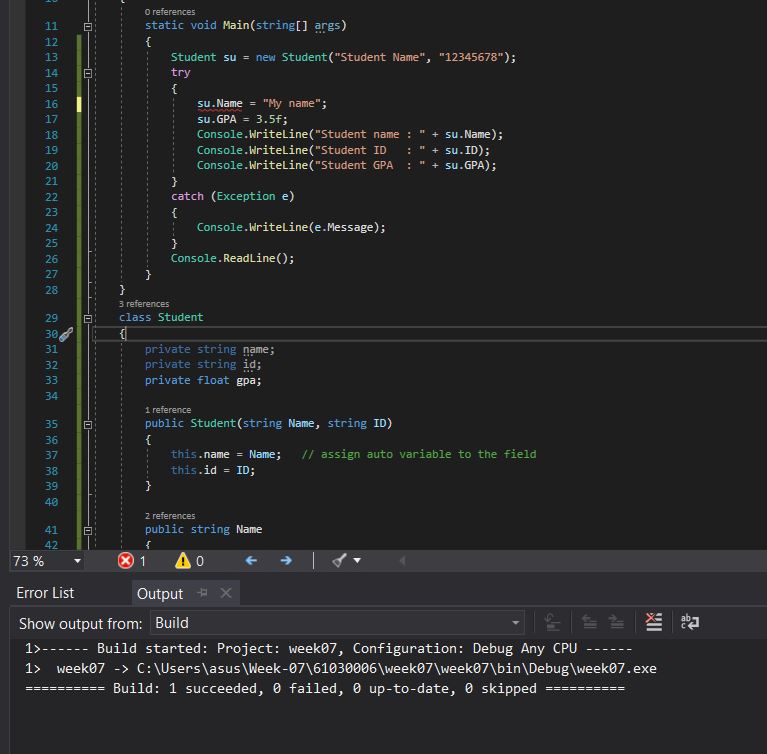 0 references
11 static void Main(string[] args)
12 {
13 Student su = new Student("Student Name", "12345678");
14 try
15 {
16 su.Name = "My name";
17 su.GPA = 3.5f;
18 Console.WriteLine("Student name : " + su.Name);
19 Console.WriteLine("Student ID   : " + su.ID);
20 Console.WriteLine("Student GPA  : " + su.GPA);
21 }
22 catch (Exception e)
23 {
24 Console.WriteLine(e.Message);
25 }
26 Console.ReadLine();
27 }
28 }
3 references
29 class Student
30 {
31 private string name;
32 private string id;
33 private float gpa;
34
1 reference
35 public Student(string Name, string ID)
36 {
37 this.name = Name;   // assign auto variable to the field
38 this.id = ID;
39 }
40
2 references
41 public string Name
42 {
73 % 1 0
Error List Output
Show output from: Build
1>------ Build started: Project: week07, Configuration: Debug Any CPU ------
1>  week07 -> C:\Users\asus\Week-07\61030006\week07\week07\bin\Debug\week07.exe
========== Build: 1 succeeded, 0 failed, 0 up-to-date, 0 skipped ==========